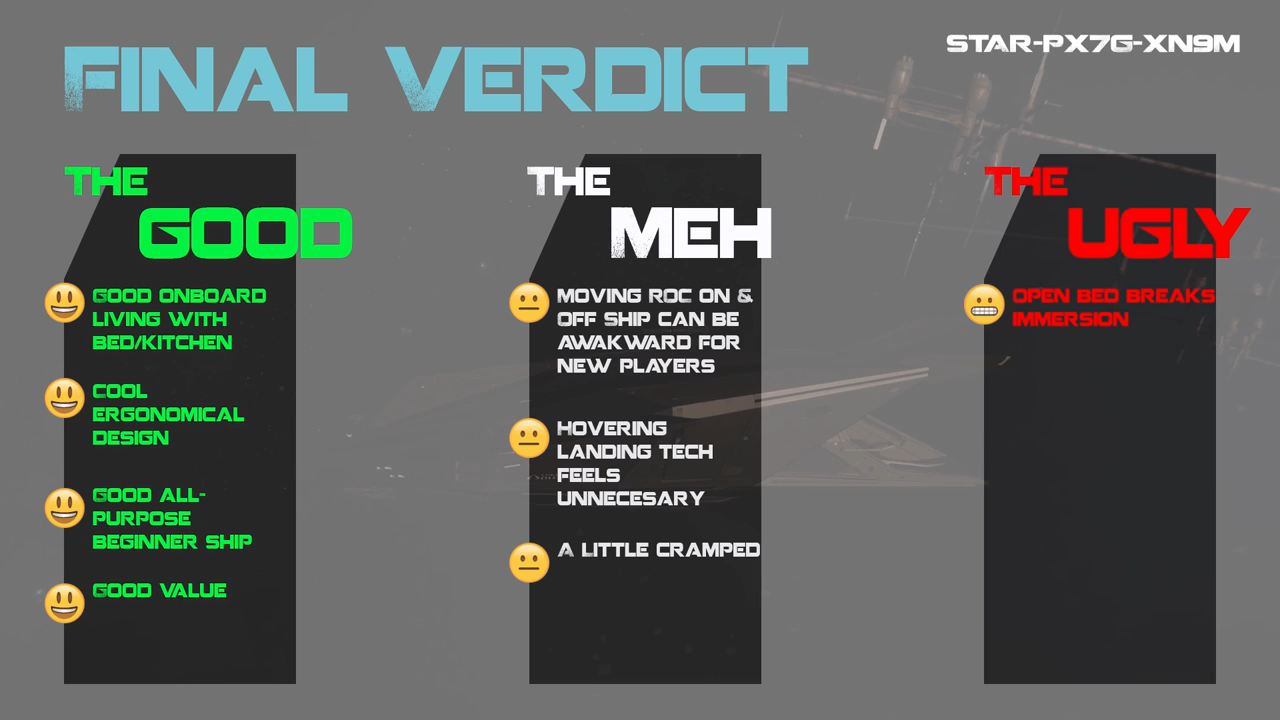 FINAL VERDICT
STAR-PX7G-XN9M
THE
GOOD
GOOD ONBOARD
LIVING WITH
BED/KITCHEN
COOL
ERGONOMICAL
DESIGN
GOOD ALL-
PURPOSE
BEGINNER SHIP
GOOD VALUE
THE
MEH
MOVING ROC ON &
OFF SHIP CAN BE
AWAKWARD FOR
NEW PLAYERS
HOVERING
LANDING TECH
FEELS
UNNECESARY
A LITTLE CRAMPED
THE
UGLY
OPEN BED BREAKS
IMMERSION